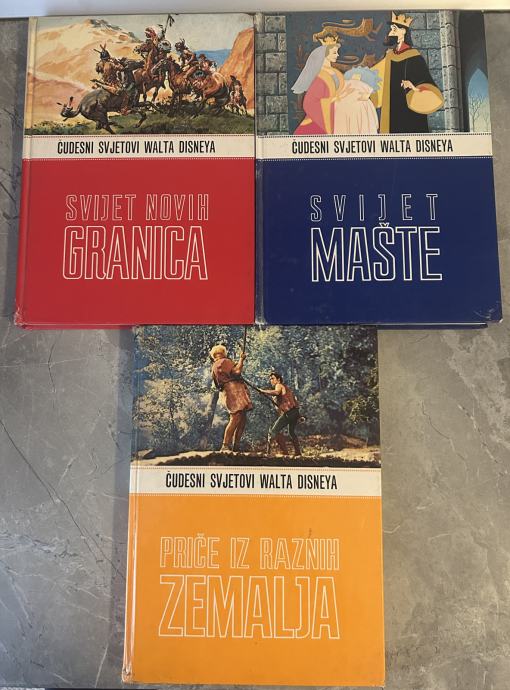 ČUDESNI SVJETOVI WALTA DISNEYA
SVIJET NOVIH
GRANICA
ČUDESNI SVJETOVI WALTA DISNEYA
SVIJET
MAŠTE
ČUDESNI SVJETOVI WALTA DISNEYA
PRIČE IZ RAZNIH
ZEMALJA